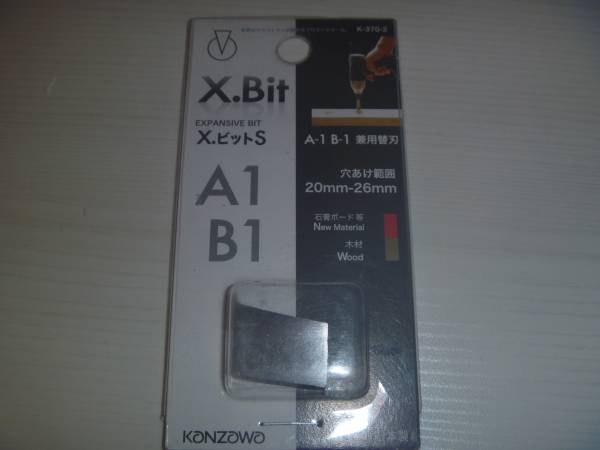 K-370-2
X.Bit
EXPANSIVE BIT
X.ビットS
A-1 B-1 兼用替刃
A1
B1
穴あけ範囲
20mm-26mm
石膏ボード等
New Material
木材
Wood
KANZAWA